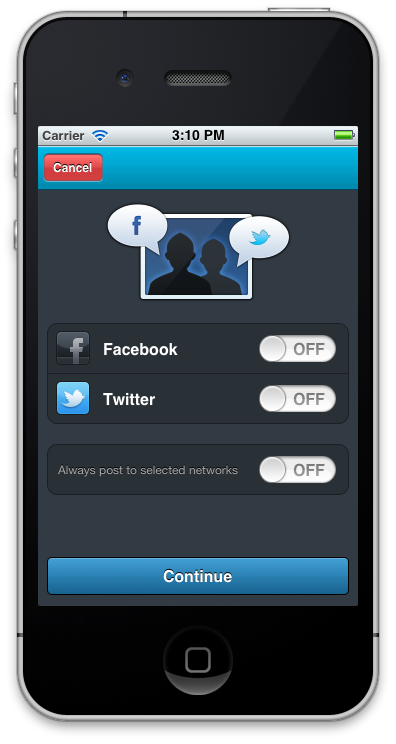 Carrier 3:10 PM
Cancel
f
f
Facebook OFF
Twitter OFF
Always post to selected networks OFF
Continue